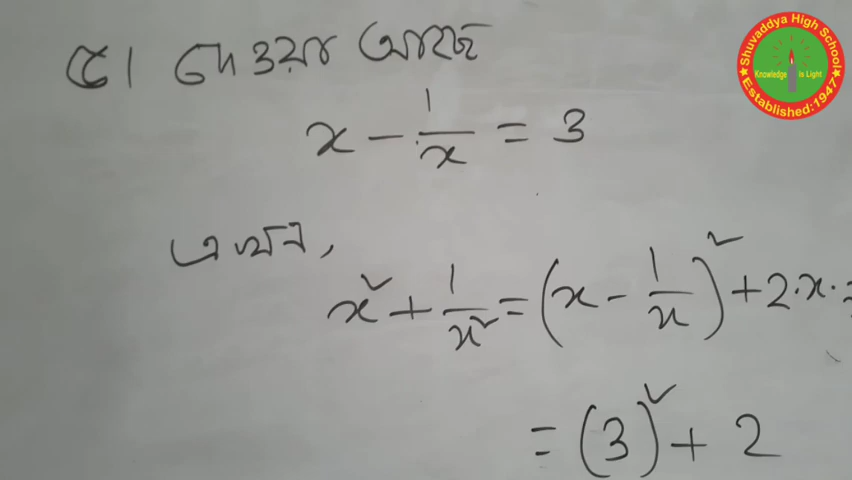 ৫। দেওয়া আছে
x - 1/x = 3
এখন,
x² + 1/x² = (x - 1/x)² + 2·x·
= (3)² + 2
Shuvaddya High School
Knowledge is Light
Established:1947